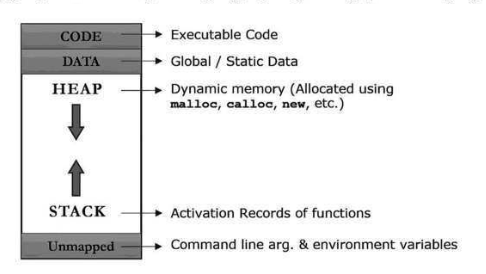 CODE Executable Code
DATA Global / Static Data
HEAP Dynamic memory (Allocated using
malloc, calloc, new, etc.)
STACK Activation Records of functions
Unmapped Command line arg. & environment variables